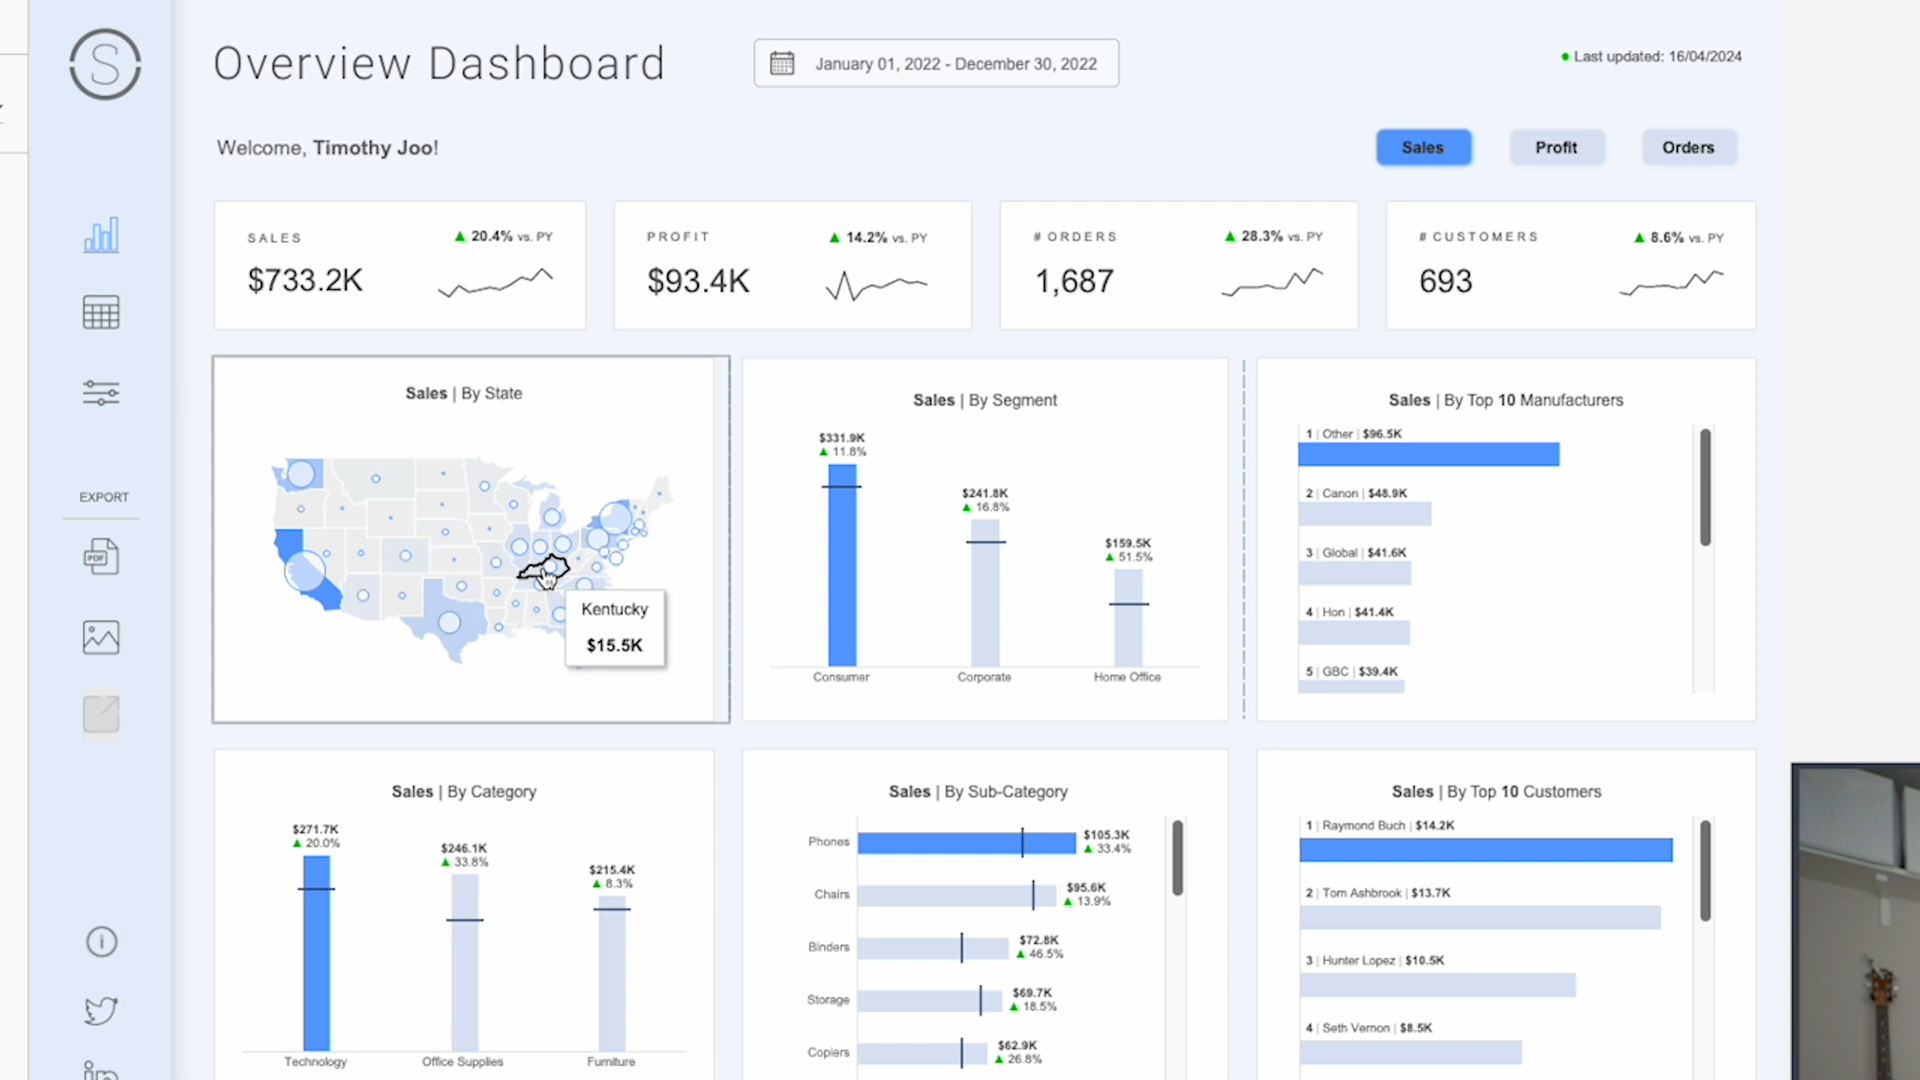 S
Overview Dashboard
January 01, 2022 - December 30, 2022
Last updated: 16/04/2024
Welcome, Timothy Joo!
Sales
Profit
Orders
SALES
20.4% vs. PY
$733.2K
PROFIT
14.2% vs. PY
$93.4K
# ORDERS
28.3% vs. PY
1,687
# CUSTOMERS
8.6% vs. PY
693
EXPORT
PDF
Sales | By State
Kentucky
$15.5K
Sales | By Segment
$331.9K
11.8%
$241.8K
16.8%
$159.5K
51.5%
Consumer
Corporate
Home Office
Sales | By Top 10 Manufacturers
1 | Other | $96.5K
2 | Canon | $48.9K
3 | Global | $41.6K
4 | Hon | $41.4K
5 | GBC | $39.4K
Sales | By Category
$271.7K
20.0%
$246.1K
33.8%
$215.4K
8.3%
Technology
Office Supplies
Furniture
Sales | By Sub-Category
Phones
$105.3K
33.4%
Chairs
$95.6K
13.9%
Binders
$72.8K
46.5%
Storage
$69.7K
18.5%
Copiers
$62.9K
26.8%
Sales | By Top 10 Customers
1 | Raymond Buch | $14.2K
2 | Tom Ashbrook | $13.7K
3 | Hunter Lopez | $10.5K
4 | Seth Vernon | $8.5K
in